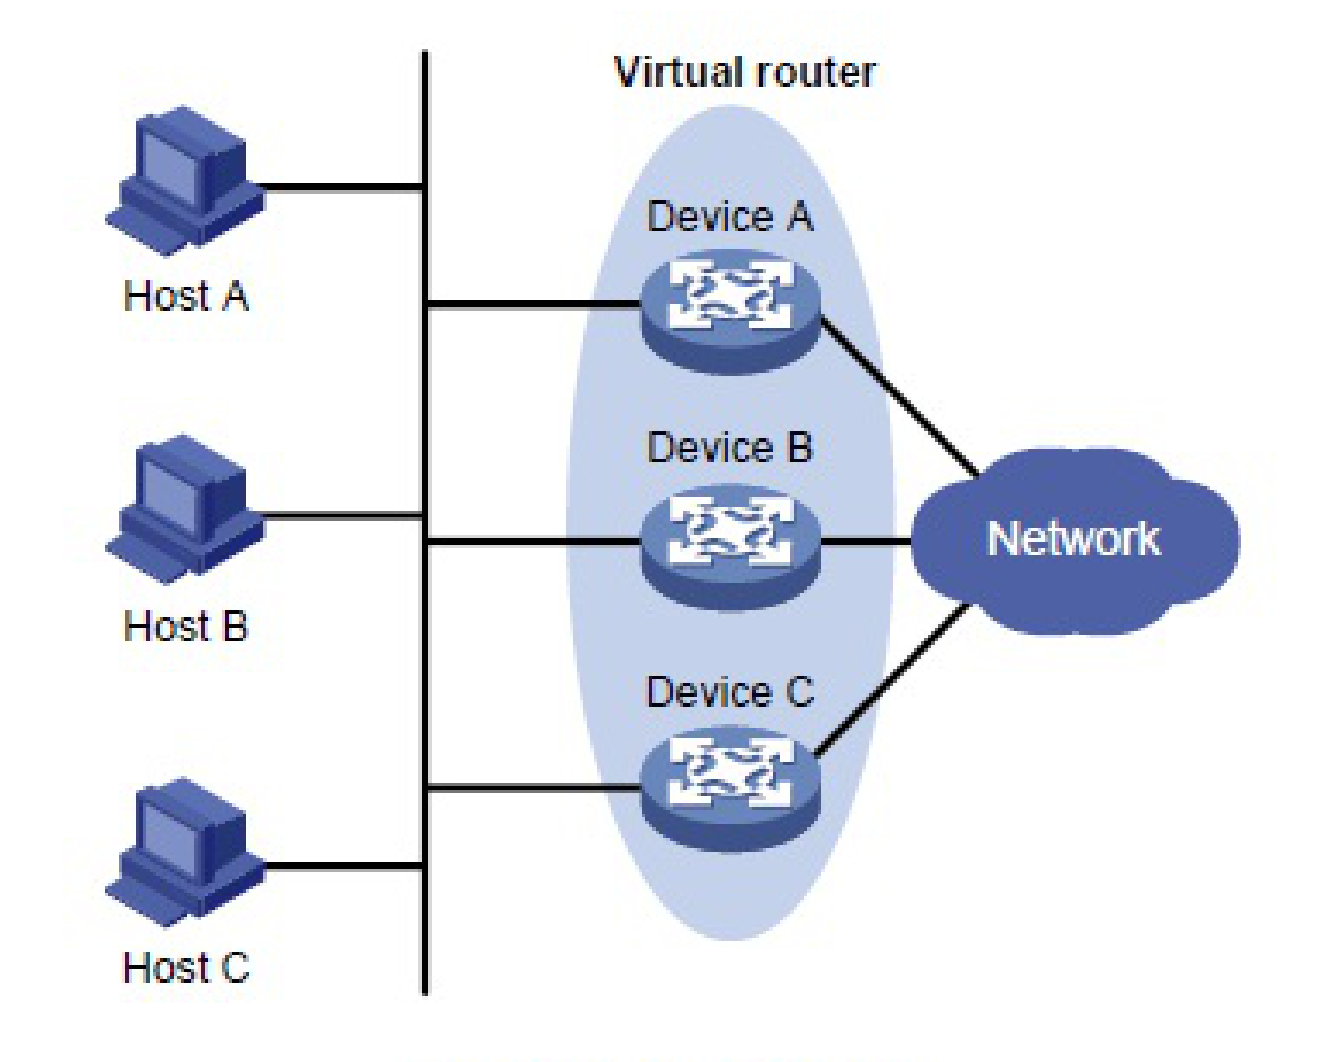 Virtual router
Device A
Host A
Device B
Network
Host B
Device C
Host C